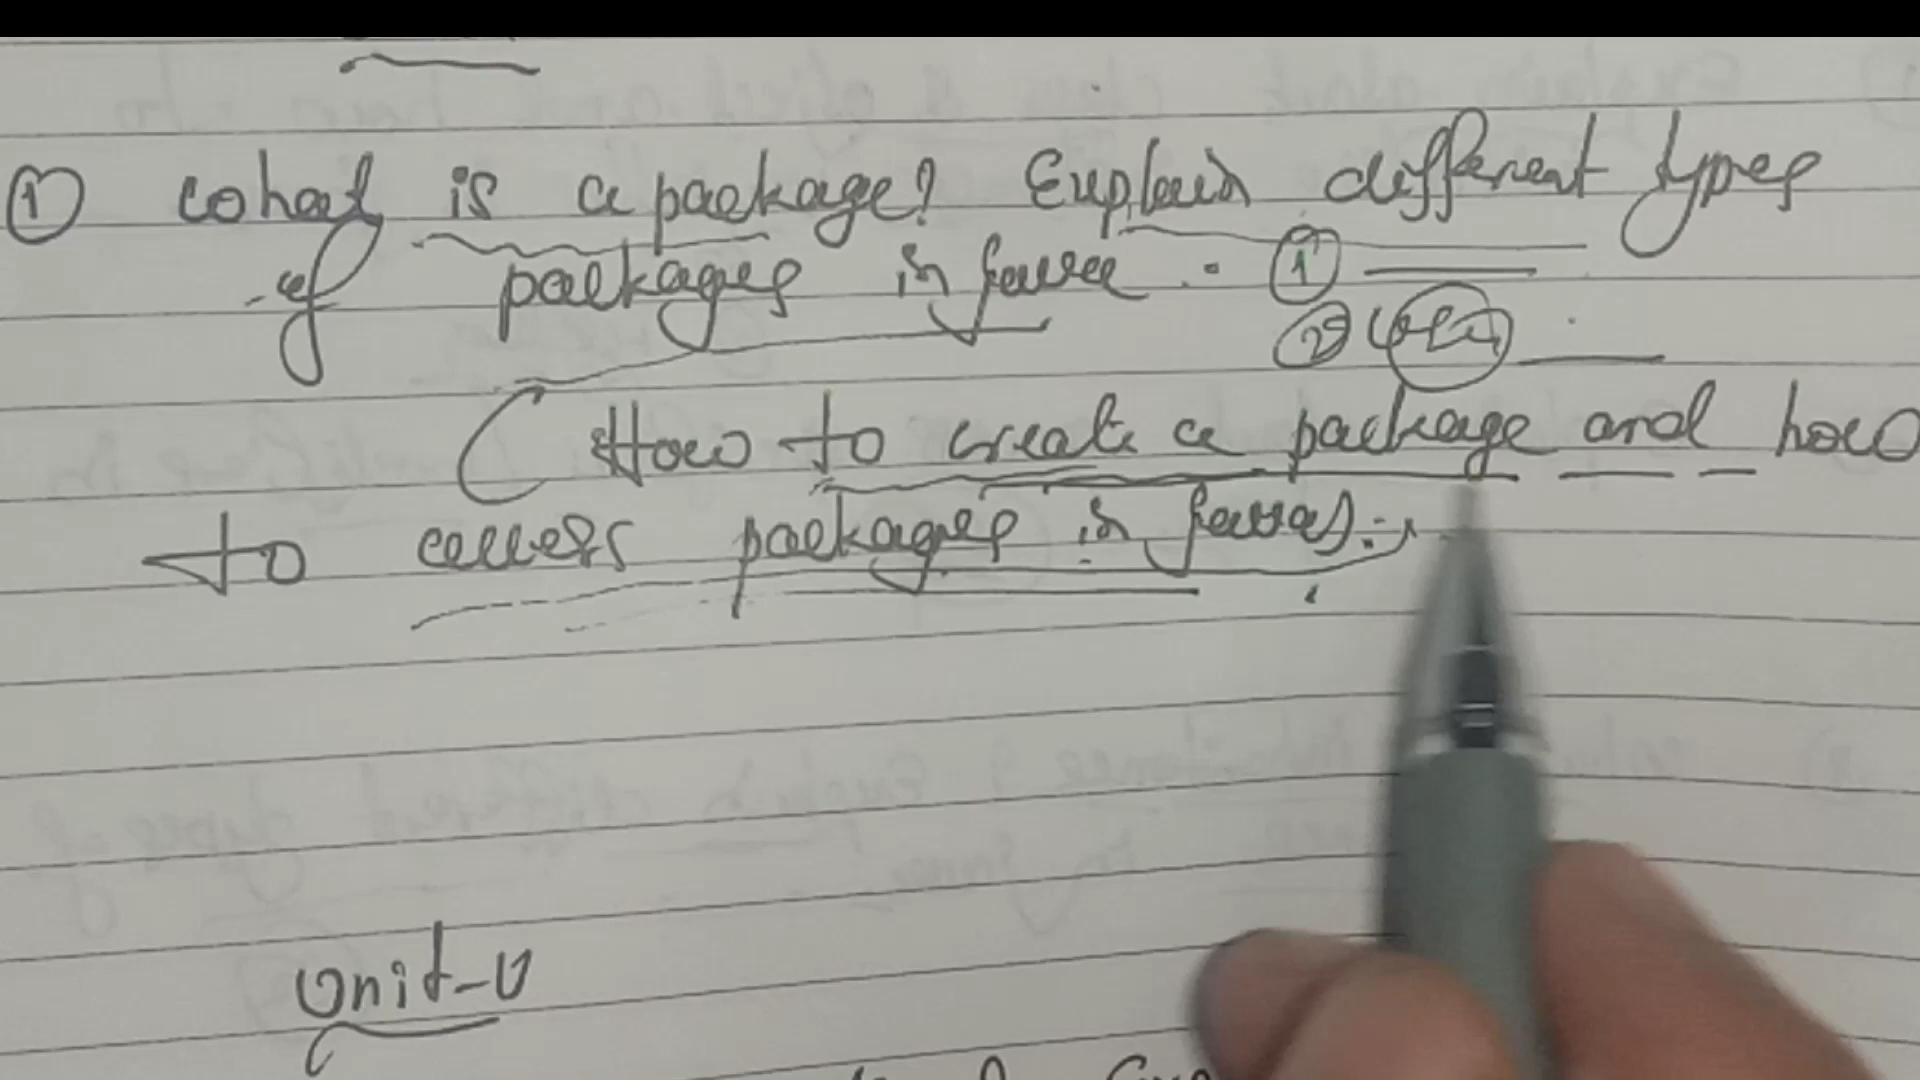 ① What is a package? Explain different types
of packages in Java. ①
② User
(How to create a package and how
to access packages in Java).
Unit-V